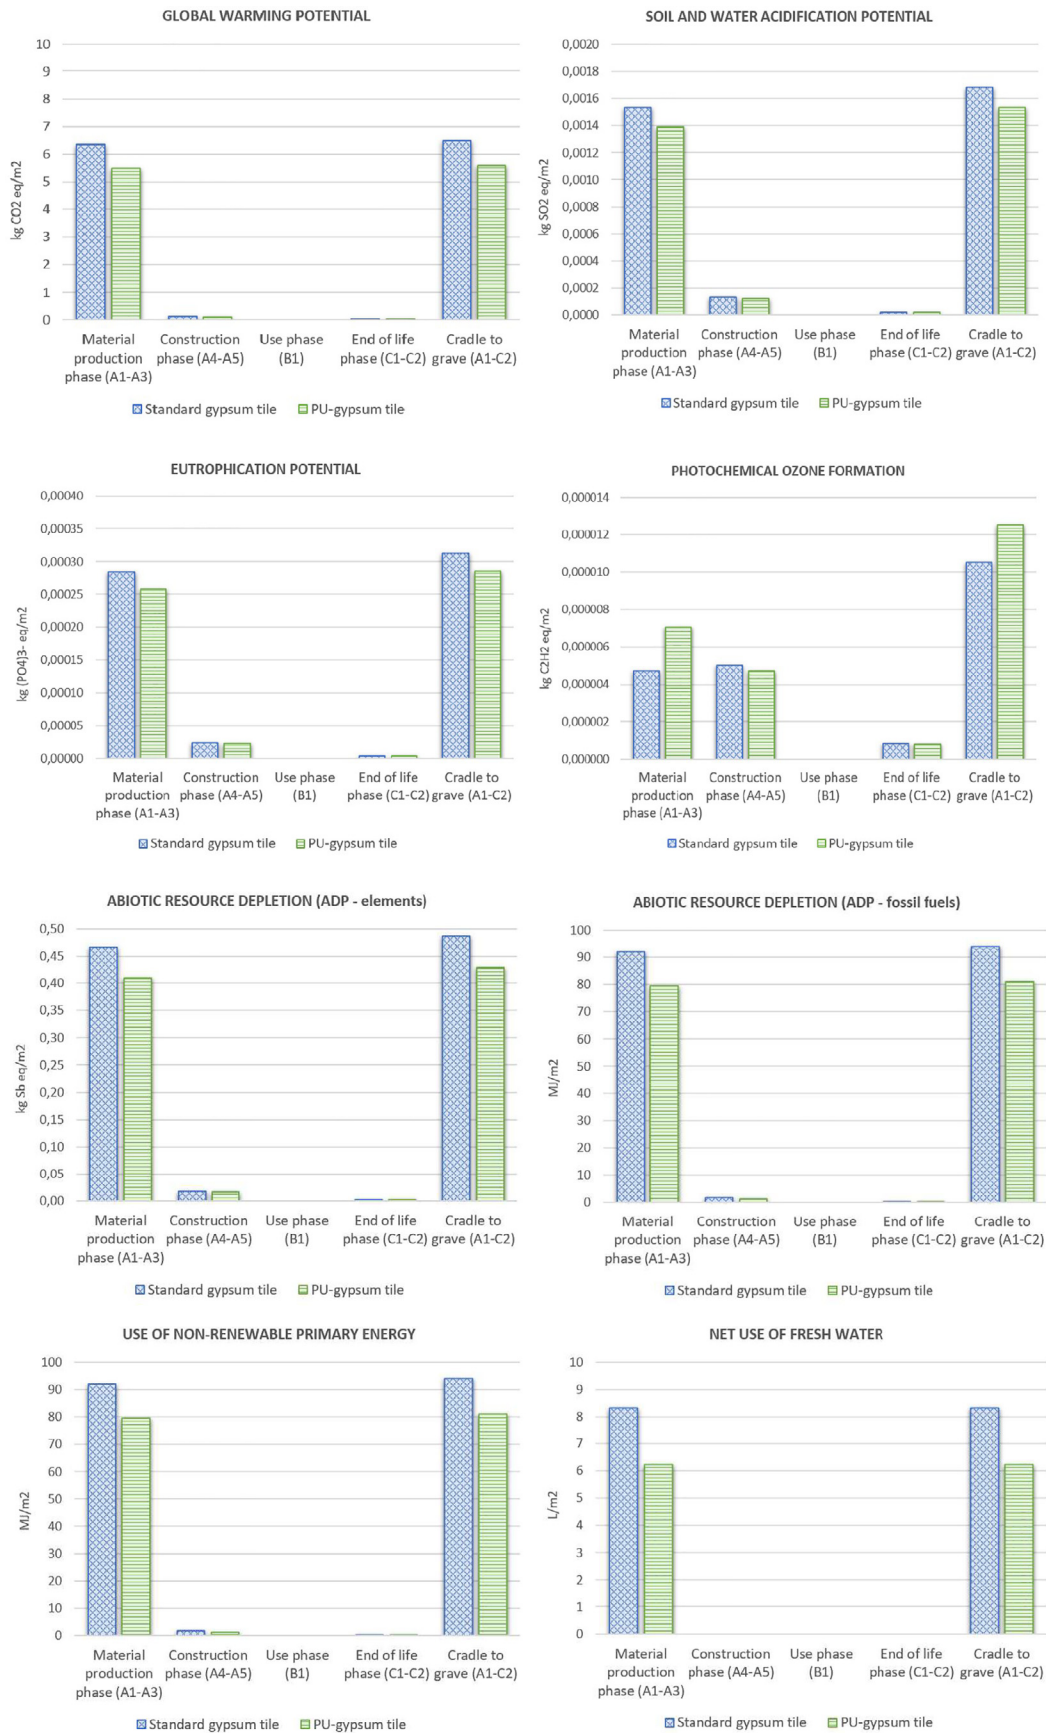 GLOBAL WARMING POTENTIAL
10
9
8
7
6
5
4
3
2
1
0
kg CO2 eq/m2
Material production phase (A1-A3)
Construction phase (A4-A5)
Use phase (B1)
End of life phase (C1-C2)
Cradle to grave (A1-C2)
Standard gypsum tile
PU-gypsum tile
SOIL AND WATER ACIDIFICATION POTENTIAL
0,0020
0,0018
0,0016
0,0014
0,0012
0,0010
0,0008
0,0006
0,0004
0,0002
0,0000
kg SO2 eq/m2
Material production phase (A1-A3)
Construction phase (A4-A5)
Use phase (B1)
End of life phase (C1-C2)
Cradle to grave (A1-C2)
Standard gypsum tile
PU-gypsum tile
EUTROPHICATION POTENTIAL
0,00040
0,00035
0,00030
0,00025
0,00020
0,00015
0,00010
0,00005
0,00000
kg (PO4)3- eq/m2
Material production phase (A1-A3)
Construction phase (A4-A5)
Use phase (B1)
End of life phase (C1-C2)
Cradle to grave (A1-C2)
Standard gypsum tile
PU-gypsum tile
PHOTOCHEMICAL OZONE FORMATION
0,000014
0,000012
0,000010
0,000008
0,000006
0,000004
0,000002
0,000000
kg C2H2 eq/m2
Material production phase (A1-A3)
Construction phase (A4-A5)
Use phase (B1)
End of life phase (C1-C2)
Cradle to grave (A1-C2)
Standard gypsum tile
PU-gypsum tile
ABIOTIC RESOURCE DEPLETION (ADP - elements)
0,50
0,45
0,40
0,35
0,30
0,25
0,20
0,15
0,10
0,05
0,00
kg Sb eq/m2
Material production phase (A1-A3)
Construction phase (A4-A5)
Use phase (B1)
End of life phase (C1-C2)
Cradle to grave (A1-C2)
Standard gypsum tile
PU-gypsum tile
ABIOTIC RESOURCE DEPLETION (ADP - fossil fuels)
100
90
80
70
60
50
40
30
20
10
0
MJ/m2
Material production phase (A1-A3)
Construction phase (A4-A5)
Use phase (B1)
End of life phase (C1-C2)
Cradle to grave (A1-C2)
Standard gypsum tile
PU-gypsum tile
USE OF NON-RENEWABLE PRIMARY ENERGY
100
90
80
70
60
50
40
30
20
10
0
MJ/m2
Material production phase (A1-A3)
Construction phase (A4-A5)
Use phase (B1)
End of life phase (C1-C2)
Cradle to grave (A1-C2)
Standard gypsum tile
PU-gypsum tile
NET USE OF FRESH WATER
10
9
8
7
6
5
4
3
2
1
0
L/m2
Material production phase (A1-A3)
Construction phase (A4-A5)
Use phase (B1)
End of life phase (C1-C2)
Cradle to grave (A1-C2)
Standard gypsum tile
PU-gypsum tile